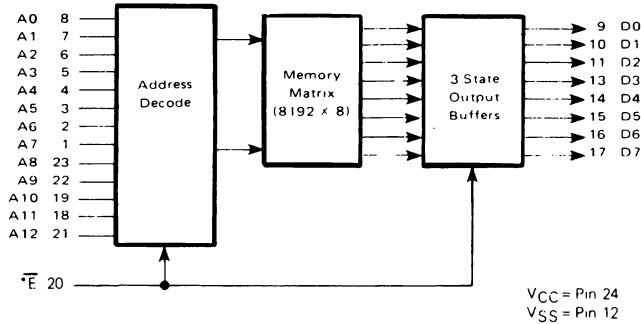 A0 8
A1 7
A2 6
A3 5
A4 4
A5 3
A6 2
A7 1
A8 23
A9 22
A10 19
A11 18
A12 21
*E̅ 20
Address
Decode
Memory
Matrix
(8192 × 8)
3 State
Output
Buffers
9 D0
10 D1
11 D2
13 D3
14 D4
15 D5
16 D6
17 D7
VCC = Pin 24
VSS = Pin 12